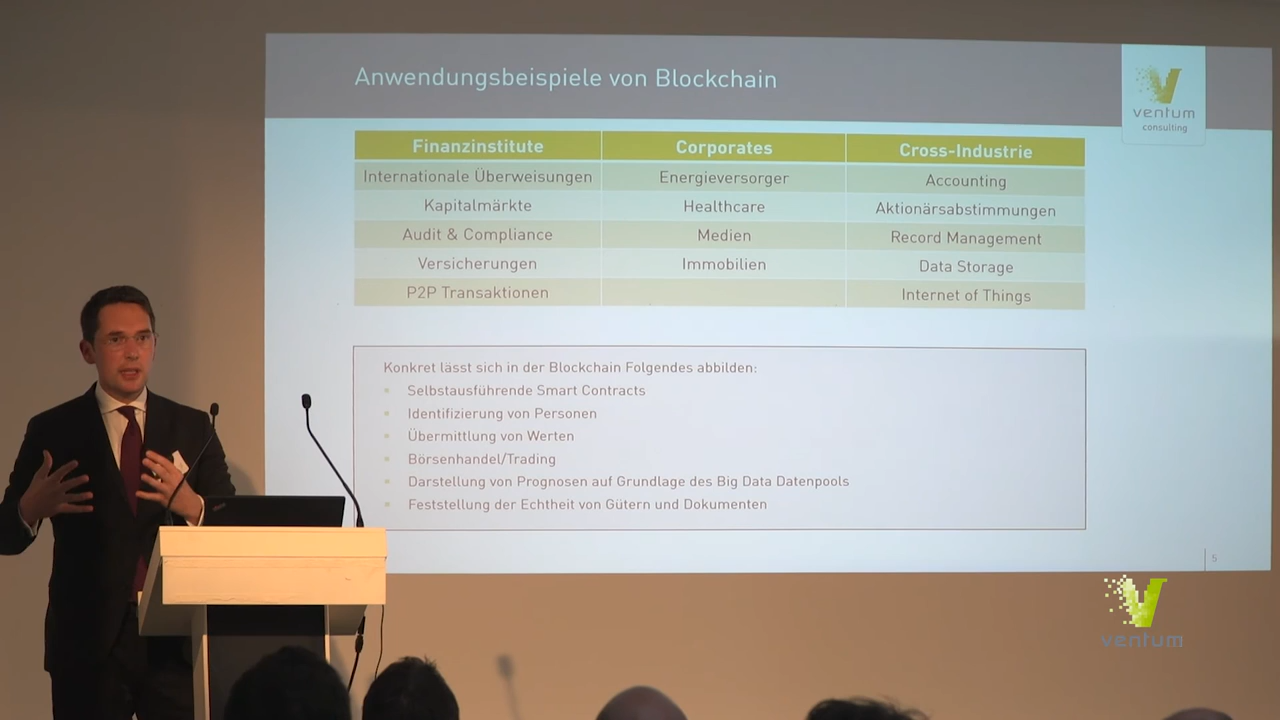 Anwendungsbeispiele von Blockchain
ventum
consulting
Finanzinstitute Corporates Cross-Industrie
Internationale Überweisungen Energieversorger Accounting
Kapitalmärkte Healthcare Aktionärsabstimmungen
Audit & Compliance Medien Record Management
Versicherungen Immobilien Data Storage
P2P Transaktionen Internet of Things
Konkret lässt sich in der Blockchain Folgendes abbilden:
Selbstausführende Smart Contracts
Identifizierung von Personen
Übermittlung von Werten
Börsenhandel/Trading
Darstellung von Prognosen auf Grundlage des Big Data Datenpools
Feststellung der Echtheit von Gütern und Dokumenten
5
ventum